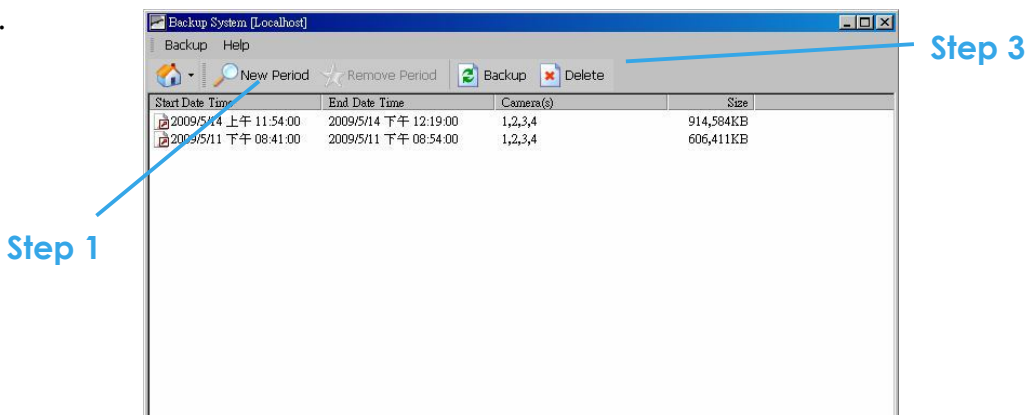 .
Backup System [Localhost]
Backup Help
Step 3
New Period Remove Period Backup Delete
Start Date Time End Date Time Camera(s) Size
2009/5/14 上午 11:54:00 2009/5/14 下午 12:19:00 1,2,3,4 914,584KB
2009/5/11 下午 08:41:00 2009/5/11 下午 08:54:00 1,2,3,4 606,411KB
Step 1